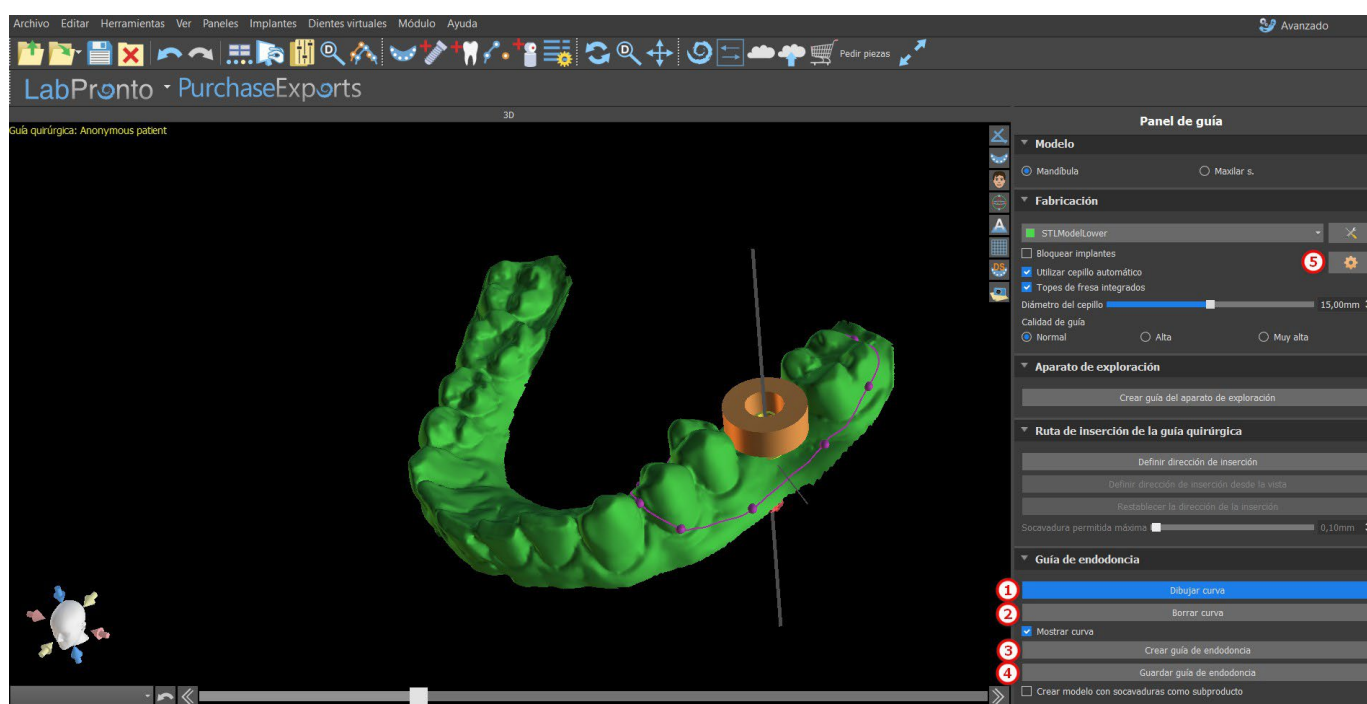 Archivo Editar Herramientas Ver Paneles Implantes Dientes virtuales Módulo Ayuda
Avanzado
Pedir piezas
LabPronto PurchaseExports
3D
Guía quirúrgica: Anonymous patient
Panel de guía
Modelo
Mandíbula Maxilar s.
Fabricación
STLModelLower
Bloquear implantes
5
Utilizar cepillo automático
Topes de fresa integrados
Diámetro del cepillo 15,00mm
Calidad de guía
Normal Alta Muy alta
Aparato de exploración
Crear guía del aparato de exploración
Ruta de inserción de la guía quirúrgica
Definir dirección de inserción
Definir dirección de inserción desde la vista
Restablecer la dirección de la inserción
Socavadura permitida máxima 0,10mm
Guía de endodoncia
1 Dibujar curva
2 Borrar curva
Mostrar curva
3 Crear guía de endodoncia
4 Guardar guía de endodoncia
Crear modelo con socavaduras como subproducto